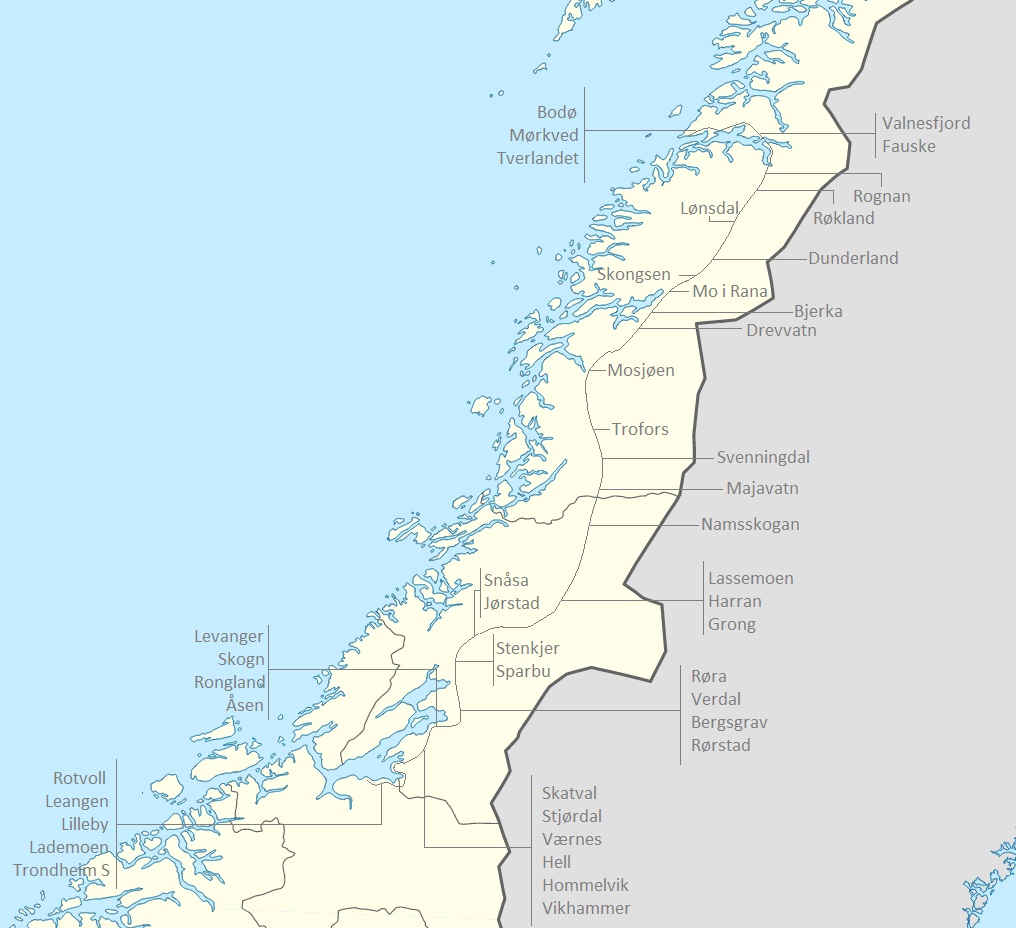 Bodø
Mørkved
Tverlandet
Valnesfjord
Fauske
Rognan
Røkland
Lønsdal
Dunderland
Skongsen
Mo i Rana
Bjerka
Drevvatn
Mosjøen
Trofors
Svenningdal
Majavatn
Namsskogan
Lassemoen
Harran
Grong
Snåsa
Jørstad
Stenkjer
Sparbu
Levanger
Skogn
Rongland
Åsen
Røra
Verdal
Bergsgrav
Rørstad
Rotvoll
Leangen
Lilleby
Lademoen
Trondheim S
Skatval
Stjørdal
Værnes
Hell
Hommelvik
Vikhammer